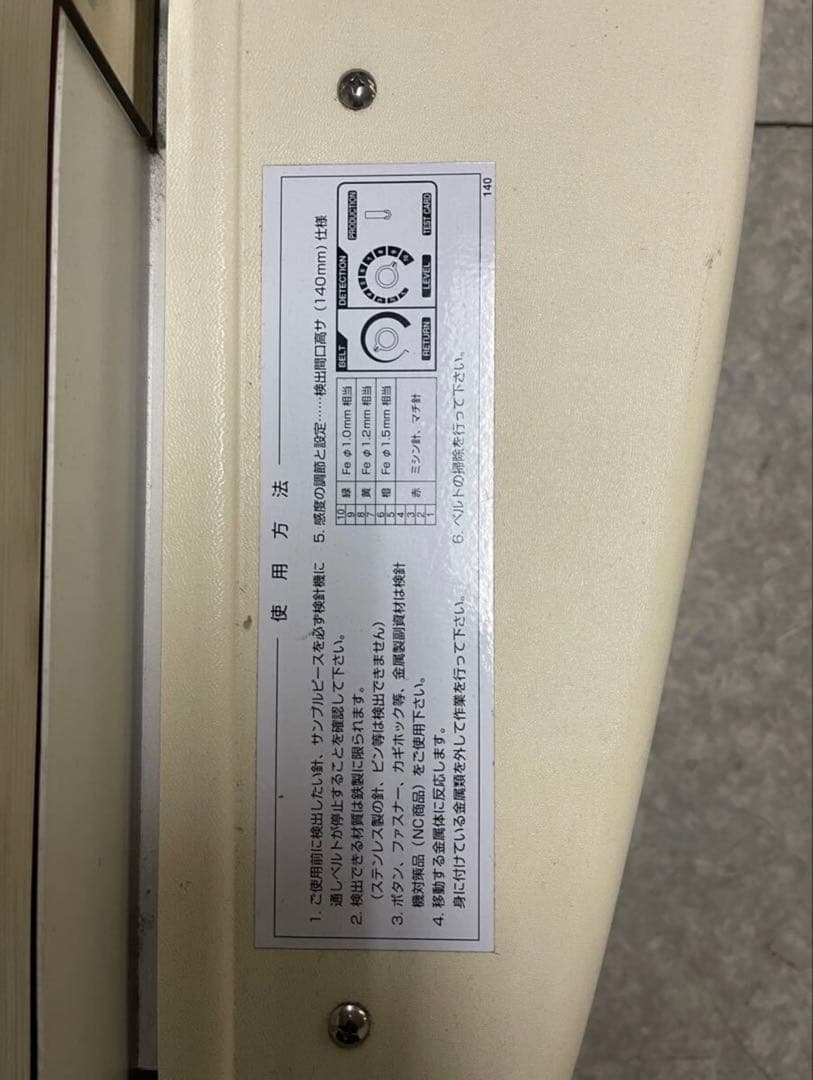 使用方法
1. ご使用前に検出したい針、サンプルピースを必ず検針機に
通しベルトが停止することを確認して下さい。
2. 検出できる材質は鉄製に限られます。
(ステンレス製の針、ピン等は検出できません)
3. ボタン、ファスナー、カギホック等、金属製副資材は検針
機対策品(NC商品)をご使用下さい。
4. 移動する金属体に反応します。
身に付けている金属類を外して作業を行って下さい。
5. 感度の調節と設定……検出間口高サ(140mm)仕様
10
9
緑 Fe φ1.0mm 相当
8
7
黄 Fe φ1.2mm 相当
6
5
橙 Fe φ1.5mm 相当
4
3
2
1
赤 ミシン針、マチ針
BELT DETECTION PRODUCTION
RETURN LEVEL TEST CARD
6. ベルトの掃除を行って下さい。
140